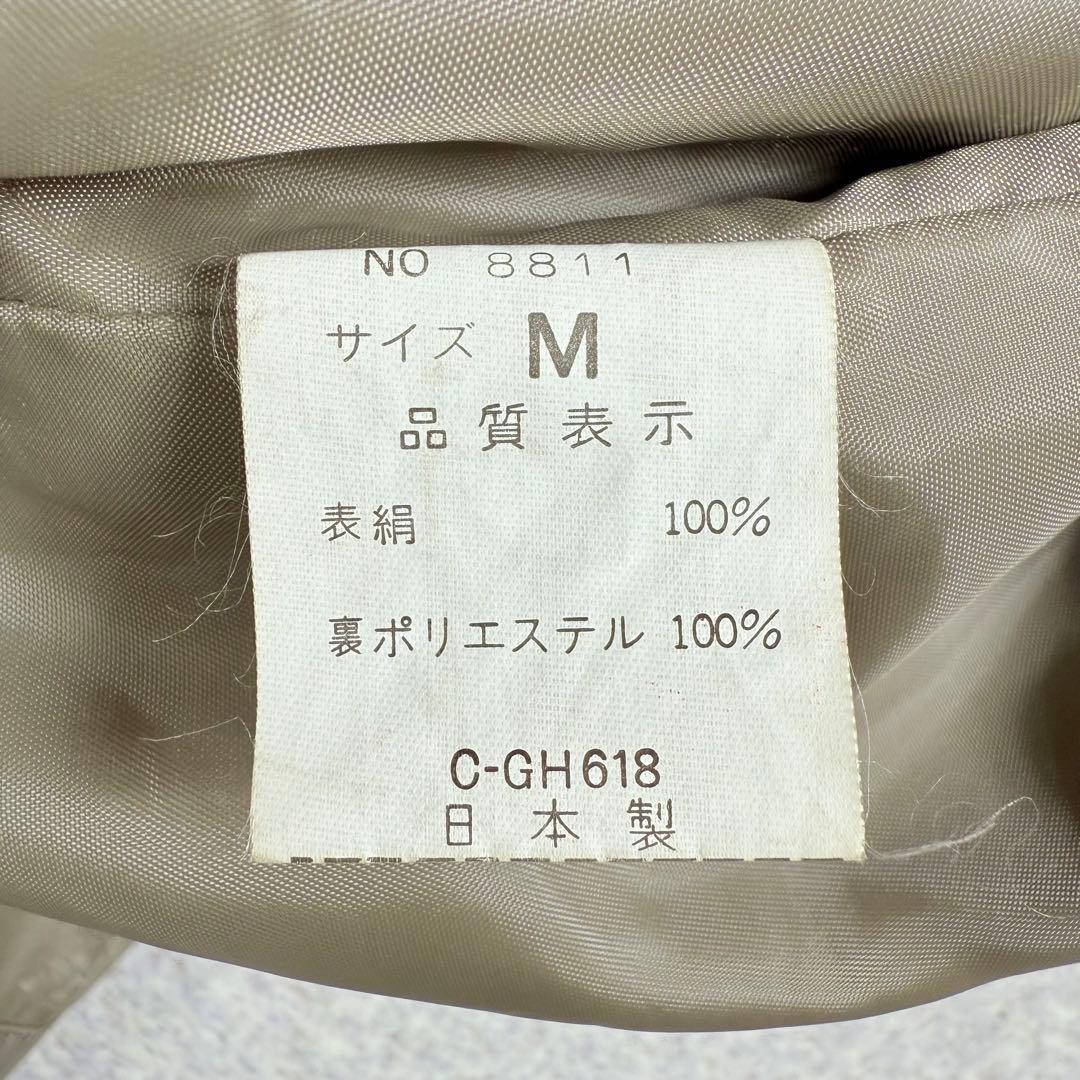 NO 8811
サイズ M
品質表示
表絹 100%
裏ポリエステル 100%
C-GH618
日本製